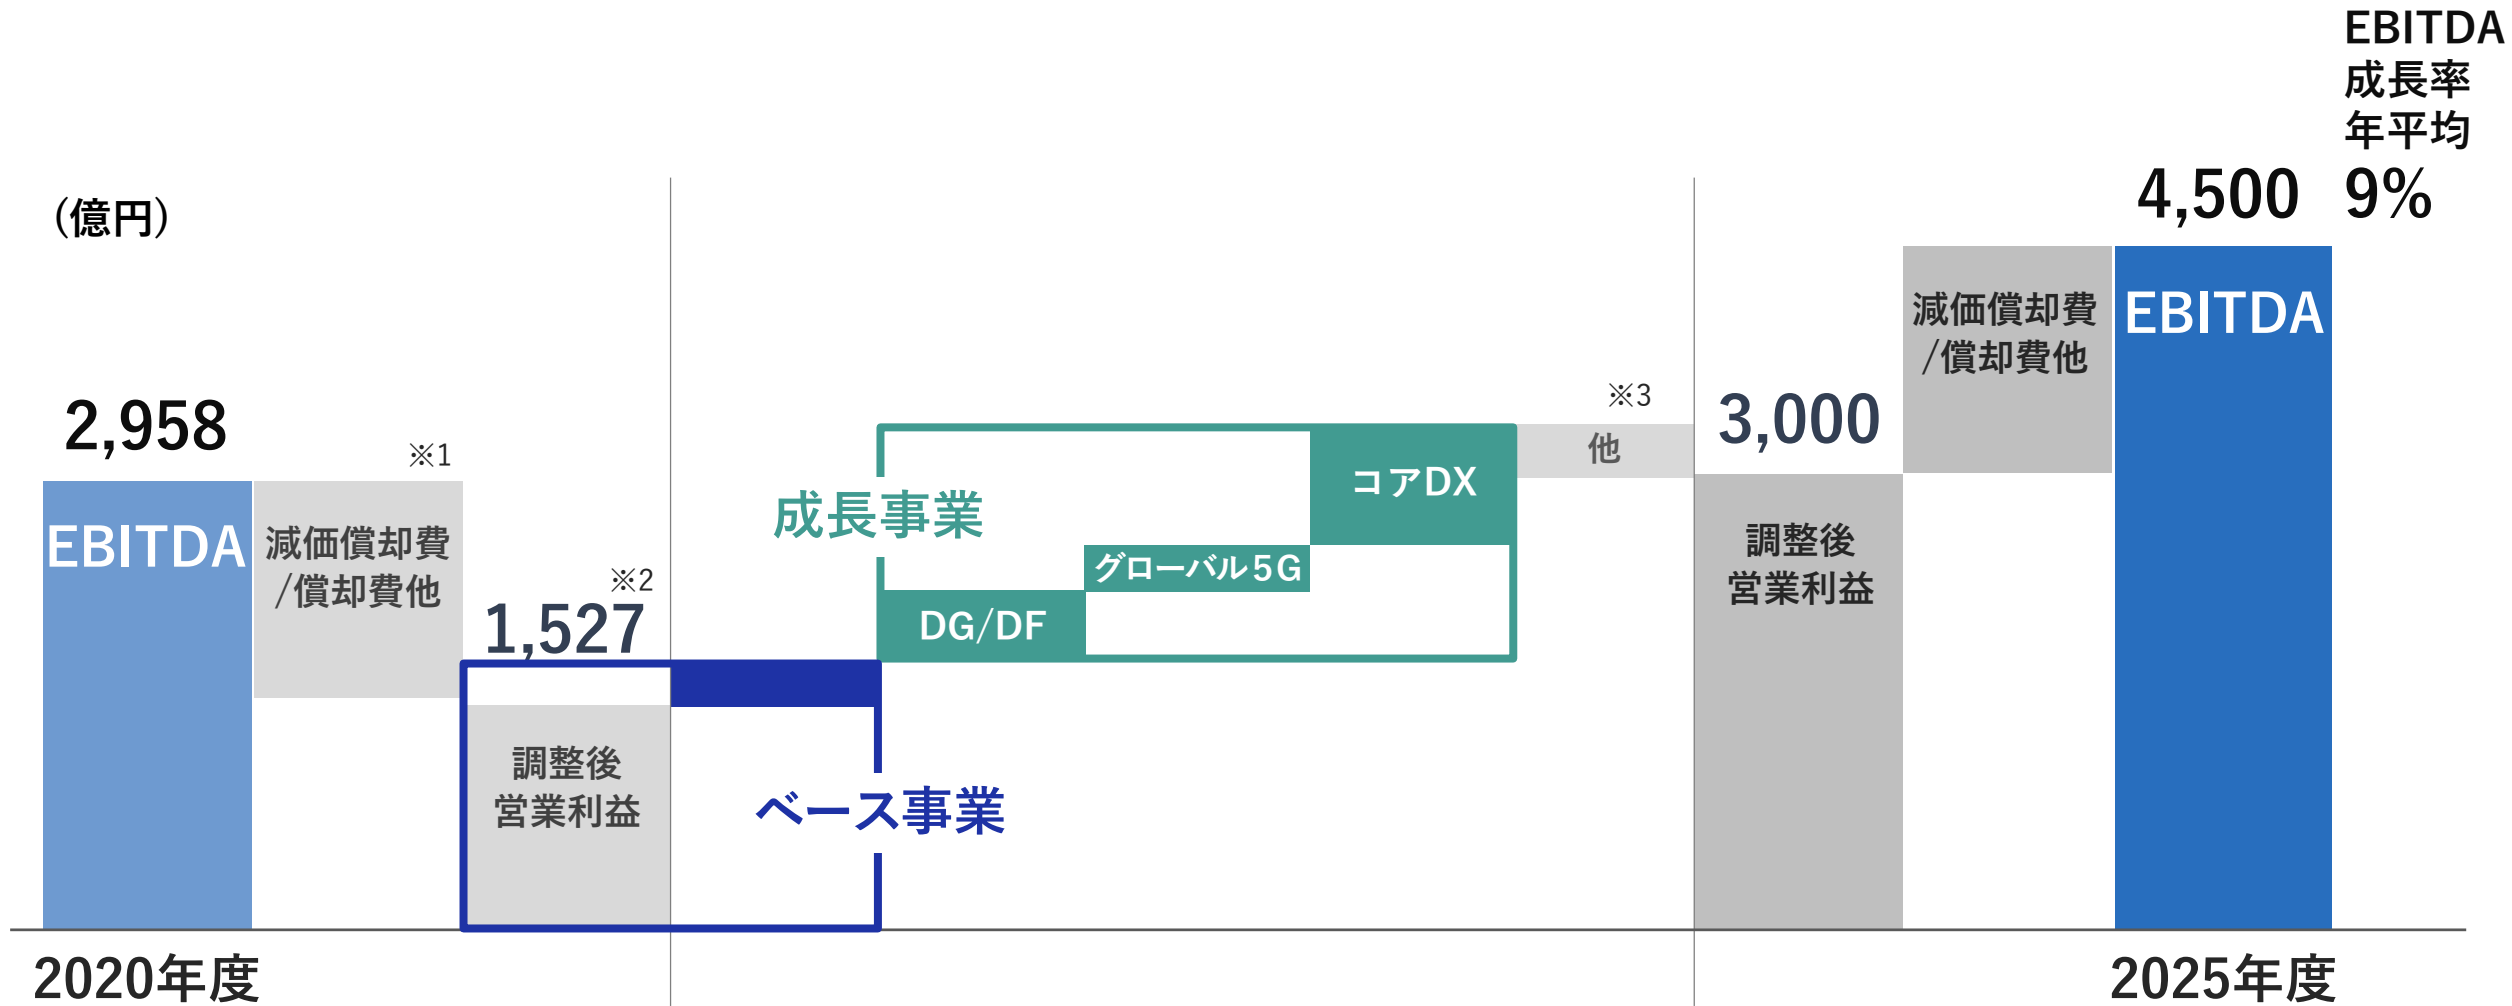 EBITDA
成長率
年平均
9%
(億円)
4,500
2,958
※1
EBITDA
減価償却費
/償却費他
※2
1,527
調整後
営業利益
ベース事業
成長事業
DG/DF
グローバル5G
コアDX
※3
他
3,000
調整後
営業利益
減価償却費
/償却費他
EBITDA
2020年度
2025年度